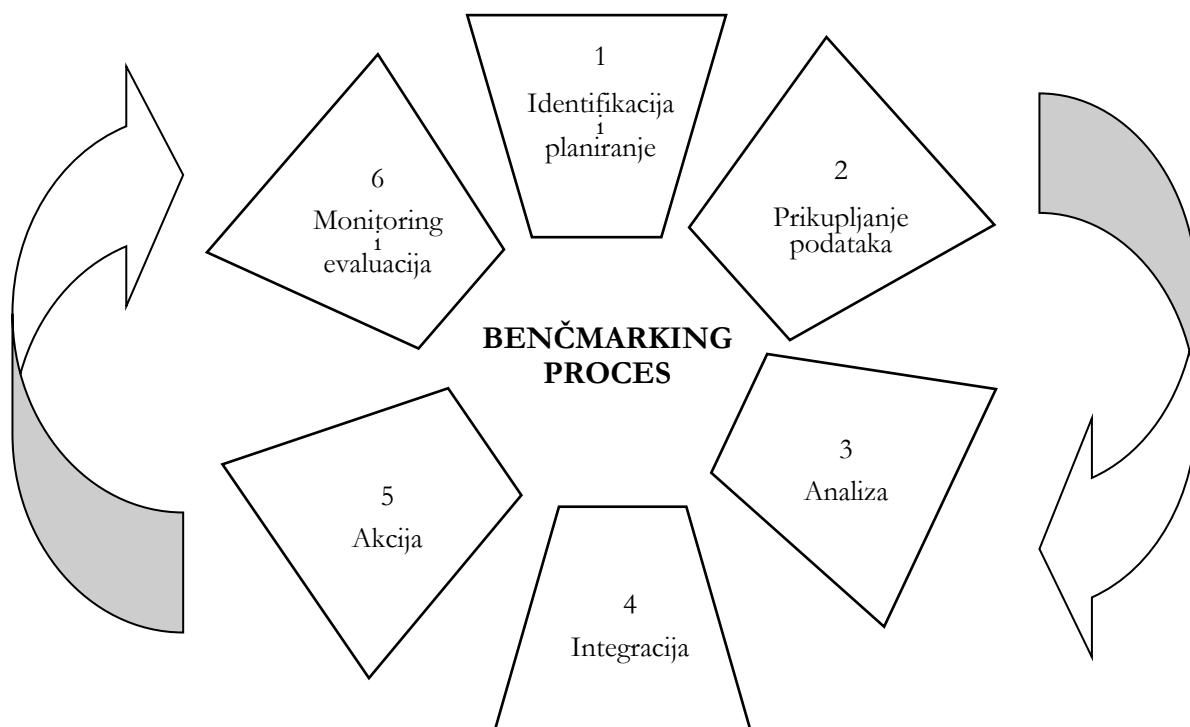 1
Identifikacija
i
planiranje
2
Prikupljanje
podataka
3
Analiza
4
Integracija
5
Akcija
6
Monitoring
i
evaluacija
BENČMARKING
PROCES